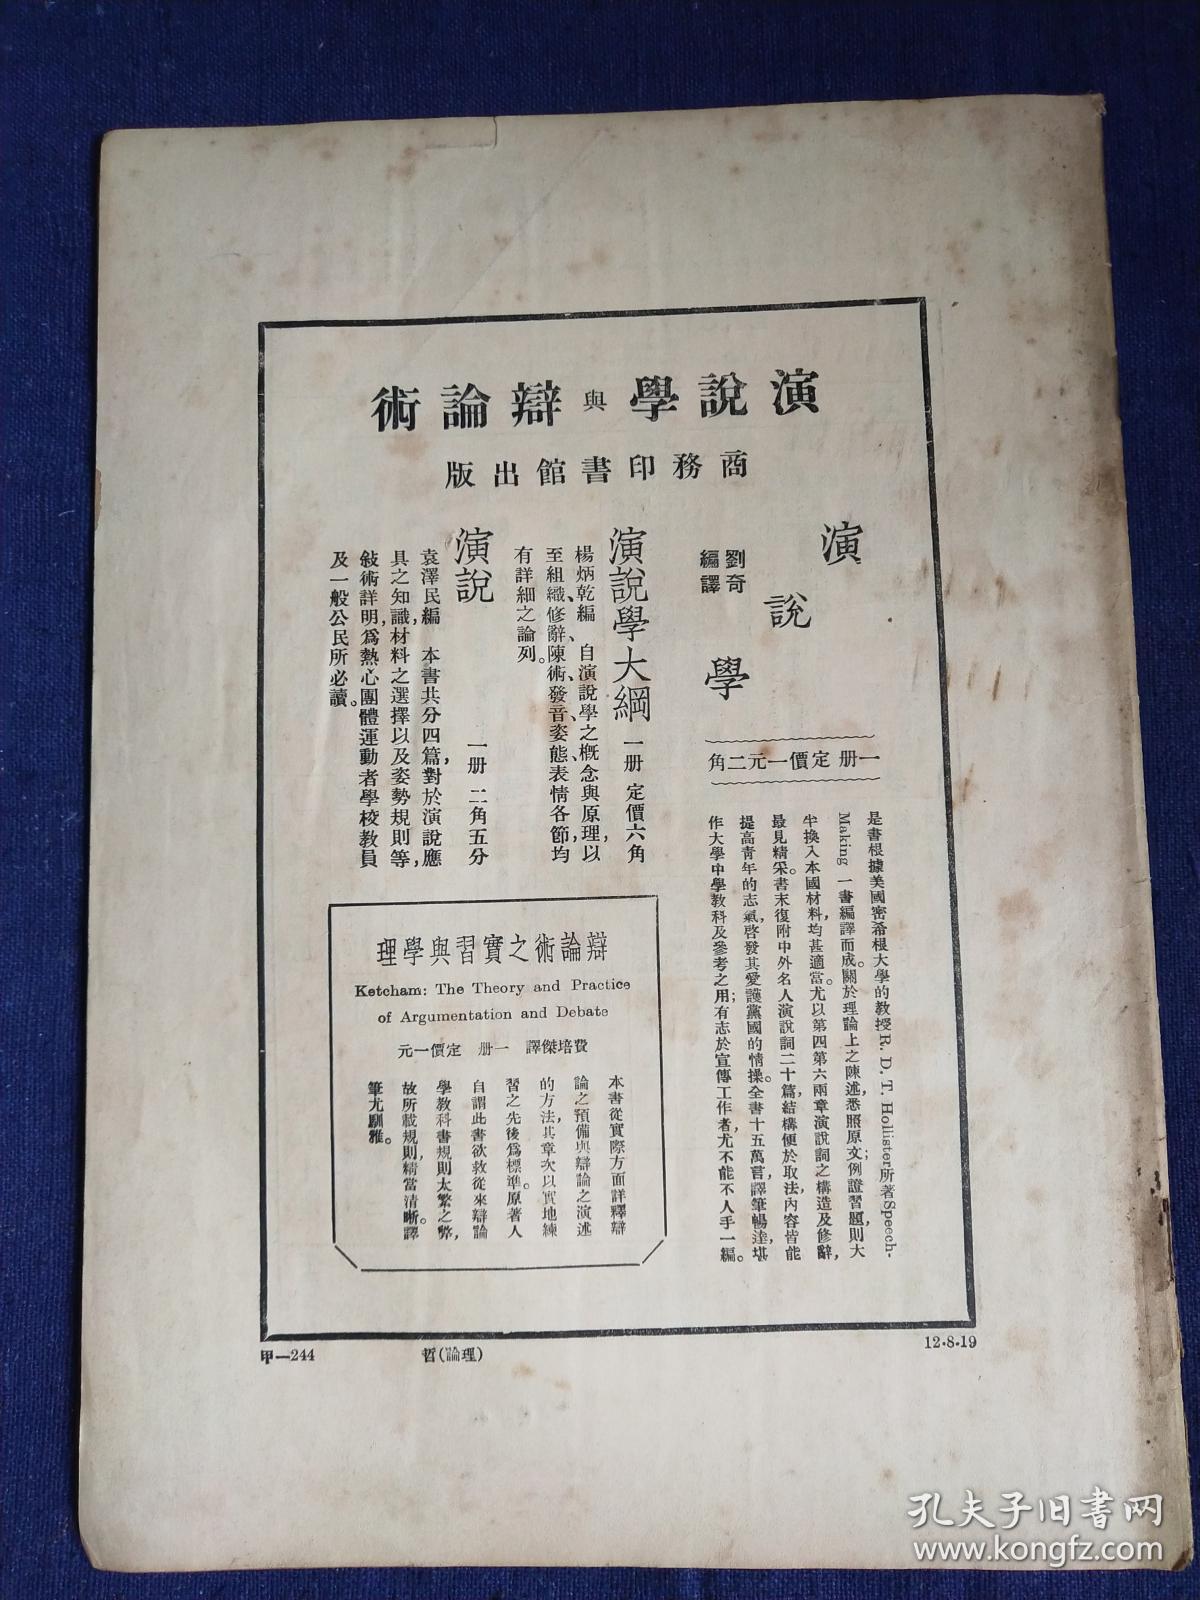 演說學與辯論術
商務印書館出版
演說學
劉奇
編譯
一册 定價一元二角
是書根據美國密希根大學的教授R. D. T. Hollister所著Speech-
Making 一書編譯而成。關於理論上之陳述，悉照原文；例證習題，則大
半換入本國材料，均甚適當。尤以第四第六兩章演說詞之構造及修辭，
最見精采。書末復附中外名人演說詞二十篇，結構便於取法，內容皆能
提高青年的志氣，啓發其愛護黨國的情操。全書十五萬言，譯筆暢達，堪
作大學中學教科及參考之用；有志於宣傳工作者，尤不能不人手一編。
演說學大綱 一册 定價六角
楊炳乾編 自演說學之概念與原理，以
至組織、修辭、陳術、發音、姿態、表情各節，均
有詳細之論列。
演說 一册 二角五分
袁澤民編 本書共分四篇，對於演說應
具之知識，材料之選擇以及姿勢規則等，
敍術詳明，爲熱心團體運動者學校教員
及一般公民所必讀。
辯論術之實習與學理
Ketcham: The Theory and Practice
of Argumentation and Debate
費培傑譯 一册 定價一元
本書從實際方面詳釋辯
論之預備與辯論之演述
的方法，其章次以實地練
習之先後爲標準。原著人
自謂此書欲救從來辯論
學教科書規則太繁之弊，
故所載規則，精當清晰。譯
筆尤馴雅。
甲—244
哲(理論)
12·8·19
孔夫子旧书网
www.kongfz.com